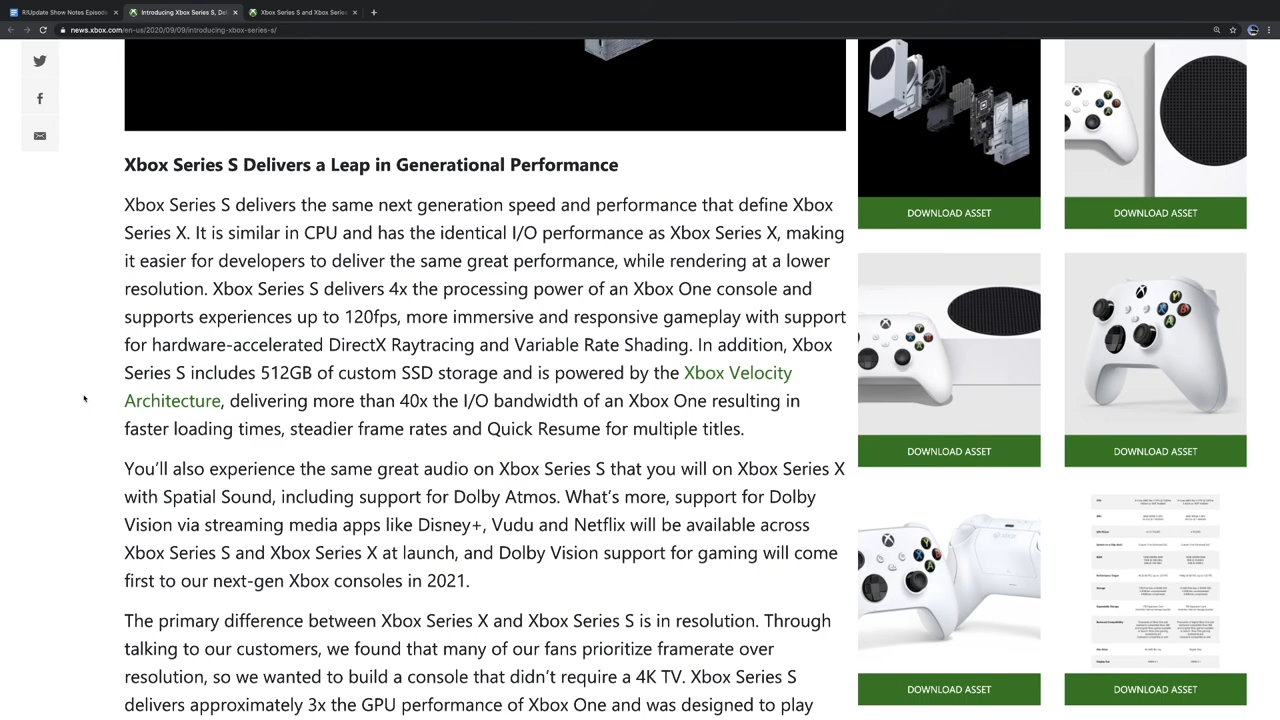 R/Update Show Notes Episode
Introducing Xbox Series S, Del
Xbox Series S and Xbox Series
news.xbox.com/en-us/2020/09/09/introducing-xbox-series-s/
Xbox Series S Delivers a Leap in Generational Performance
Xbox Series S delivers the same next generation speed and performance that define Xbox
Series X. It is similar in CPU and has the identical I/O performance as Xbox Series X, making
it easier for developers to deliver the same great performance, while rendering at a lower
resolution. Xbox Series S delivers 4x the processing power of an Xbox One console and
supports experiences up to 120fps, more immersive and responsive gameplay with support
for hardware-accelerated DirectX Raytracing and Variable Rate Shading. In addition, Xbox
Series S includes 512GB of custom SSD storage and is powered by the Xbox Velocity
Architecture, delivering more than 40x the I/O bandwidth of an Xbox One resulting in
faster loading times, steadier frame rates and Quick Resume for multiple titles.
You'll also experience the same great audio on Xbox Series S that you will on Xbox Series X
with Spatial Sound, including support for Dolby Atmos. What's more, support for Dolby
Vision via streaming media apps like Disney+, Vudu and Netflix will be available across
Xbox Series S and Xbox Series X at launch and Dolby Vision support for gaming will come
first to our next-gen Xbox consoles in 2021.
The primary difference between Xbox Series X and Xbox Series S is in resolution. Through
talking to our customers, we found that many of our fans prioritize framerate over
resolution, so we wanted to build a console that didn't require a 4K TV. Xbox Series S
delivers approximately 3x the GPU performance of Xbox One and was designed to play
DOWNLOAD ASSET
DOWNLOAD ASSET
DOWNLOAD ASSET
DOWNLOAD ASSET
DOWNLOAD ASSET
DOWNLOAD ASSET